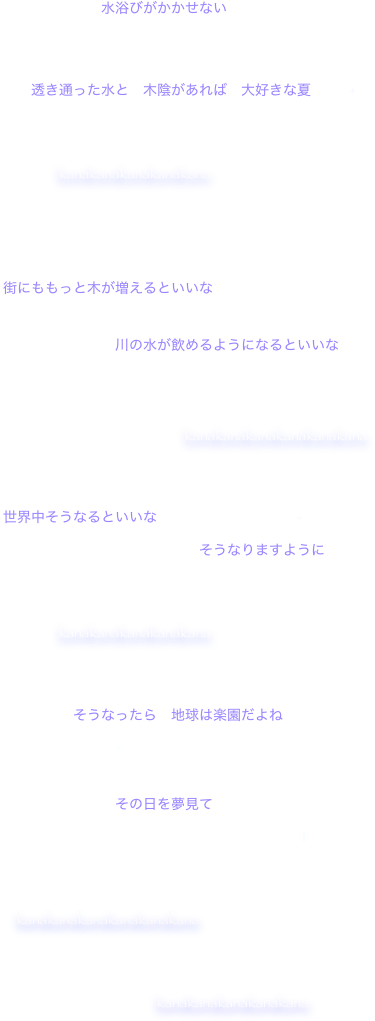 水浴びがかかせない
透き通った水と　木陰があれば　大好きな夏
街にももっと木が増えるといいな
川の水が飲めるようになるといいな
世界中そうなるといいな
そうなりますように
そうなったら　地球は楽園だよね
その日を夢見て